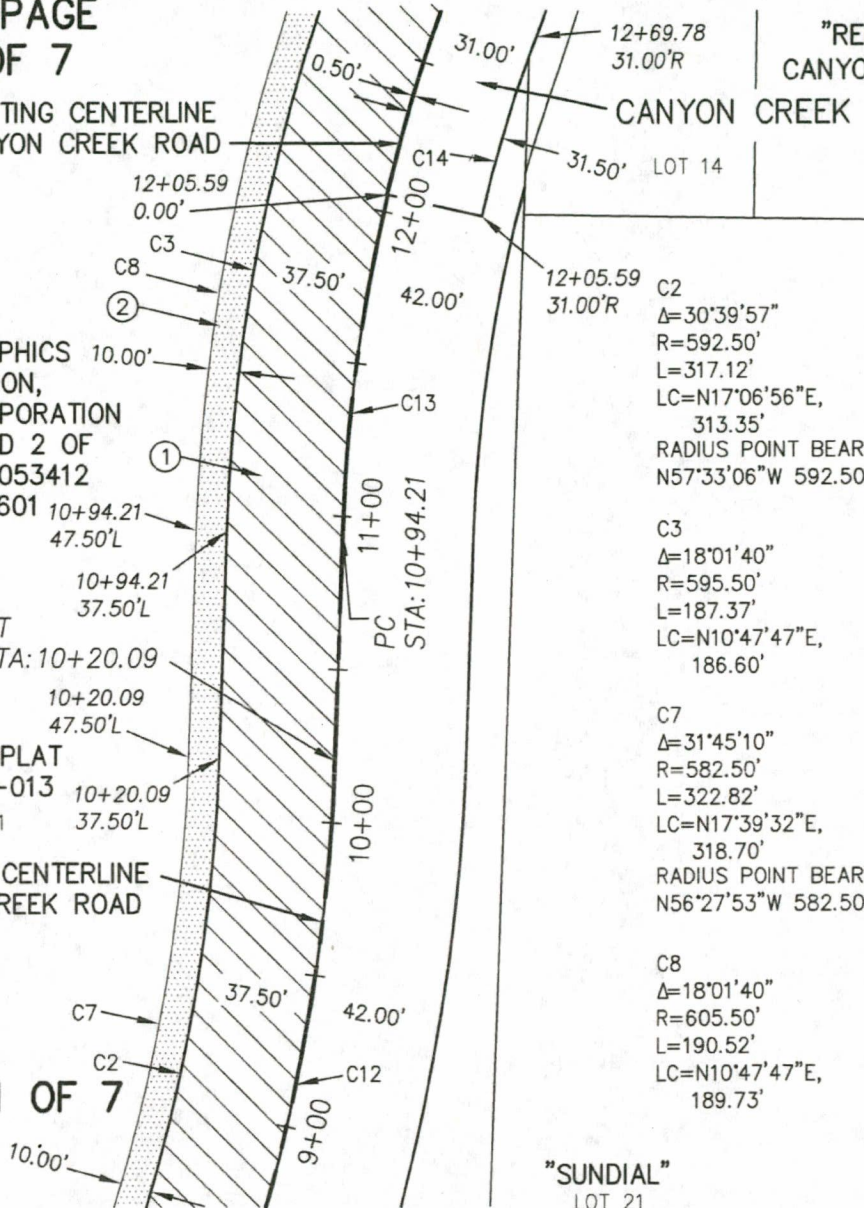 PAGE
OF 7
TING CENTERLINE
YON CREEK ROAD
12+05.59
0.00'
C3
C8
2
10.00'
PHICS
ON,
PORATION
D 2 OF
053412
601
1
10+94.21
47.50'L
10+94.21
37.50'L
T
TA: 10+20.09
10+20.09
47.50'L
PLAT
-013
10+20.09
37.50'L
CENTERLINE
REEK ROAD
C7
C2
OF 7
10.00'
0.50'
31.00'
C14
12+00
37.50'
42.00'
C13
11+00
PC
STA: 10+94.21
10+00
37.50'
42.00'
C12
9+00
12+69.78
31.00'R
"RE
CANYO
CANYON CREEK
31.50'
LOT 14
12+05.59
31.00'R
C2
Δ=30°39'57"
R=592.50'
L=317.12'
LC=N17°06'56"E,
313.35'
RADIUS POINT BEAR
N57°33'06"W 592.50
C3
Δ=18°01'40"
R=595.50'
L=187.37'
LC=N10°47'47"E,
186.60'
C7
Δ=31°45'10"
R=582.50'
L=322.82'
LC=N17°39'32"E,
318.70'
RADIUS POINT BEAR
N56°27'53"W 582.50
C8
Δ=18°01'40"
R=605.50'
L=190.52'
LC=N10°47'47"E,
189.73'
"SUNDIAL"
LOT 21